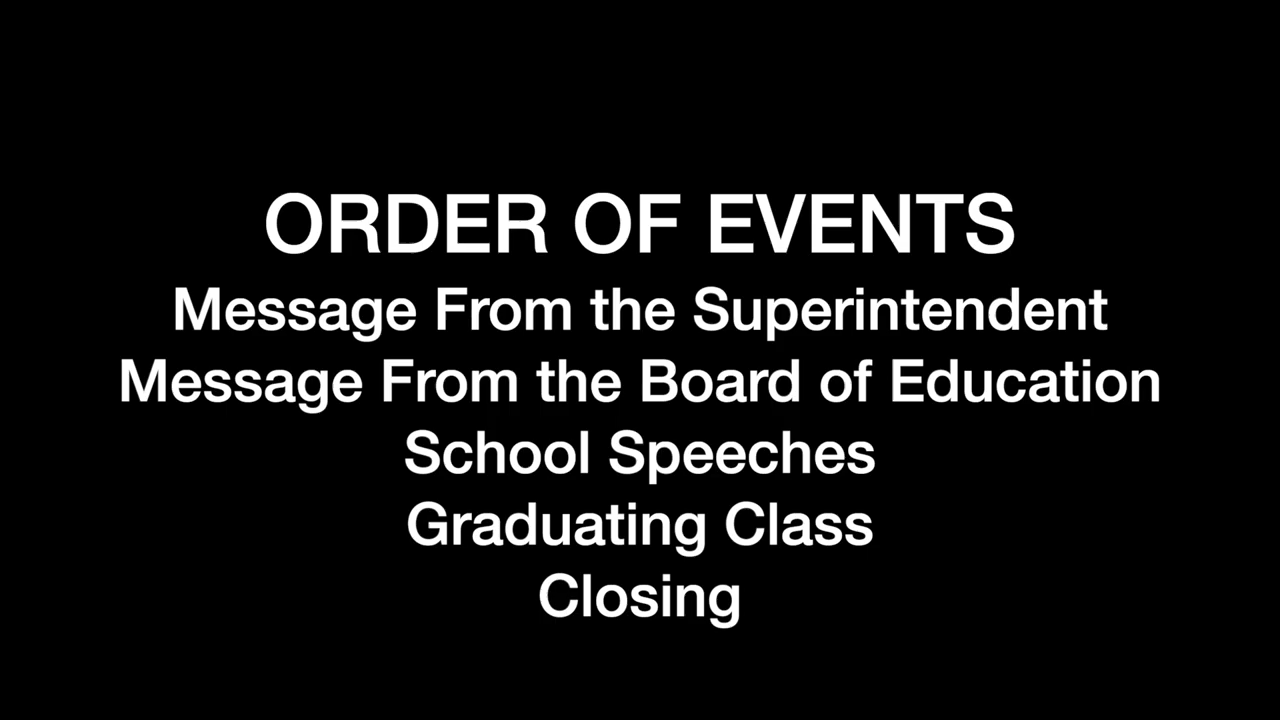 ORDER OF EVENTS
Message From the Superintendent
Message From the Board of Education
School Speeches
Graduating Class
Closing